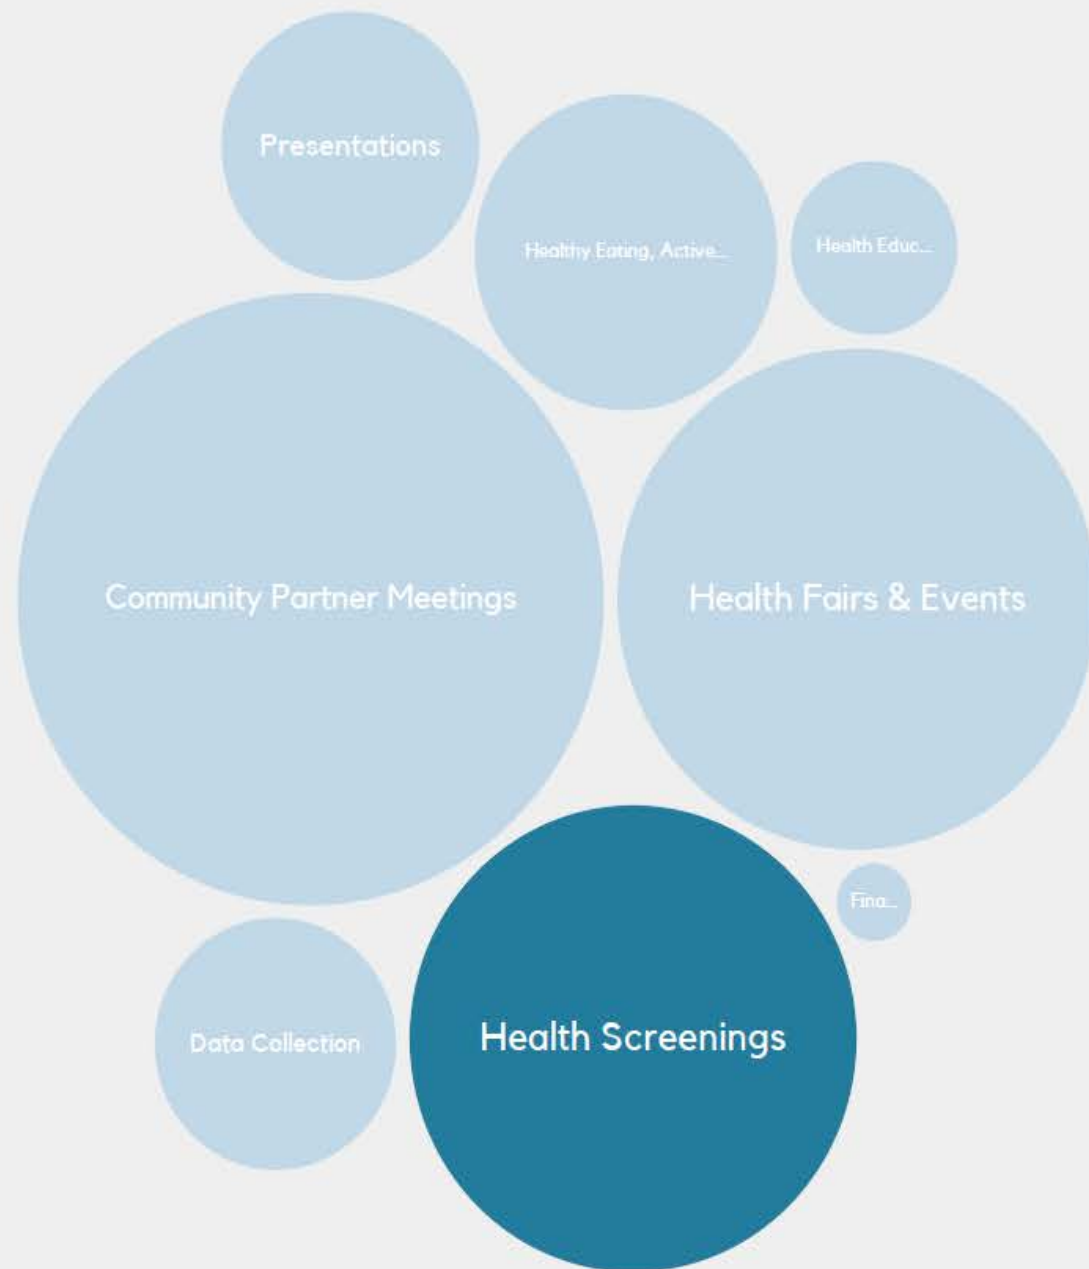 Presentations
Healthy Eating, Active...
Health Educ...
Community Partner Meetings
Health Fairs & Events
Fina...
Data Collection
Health Screenings